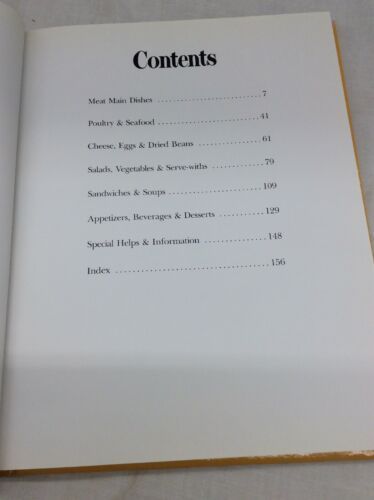 Contents
Meat Main Dishes ........................... 7
Poultry & Seafood ........................ 41
Cheese, Eggs & Dried Beans ............... 61
Salads, Vegetables & Serve-withs ............. 79
Sandwiches & Soups ...................... 109
Appetizers, Beverages & Desserts ........... 129
Special Helps & Information ............... 148
Index .................................... 156